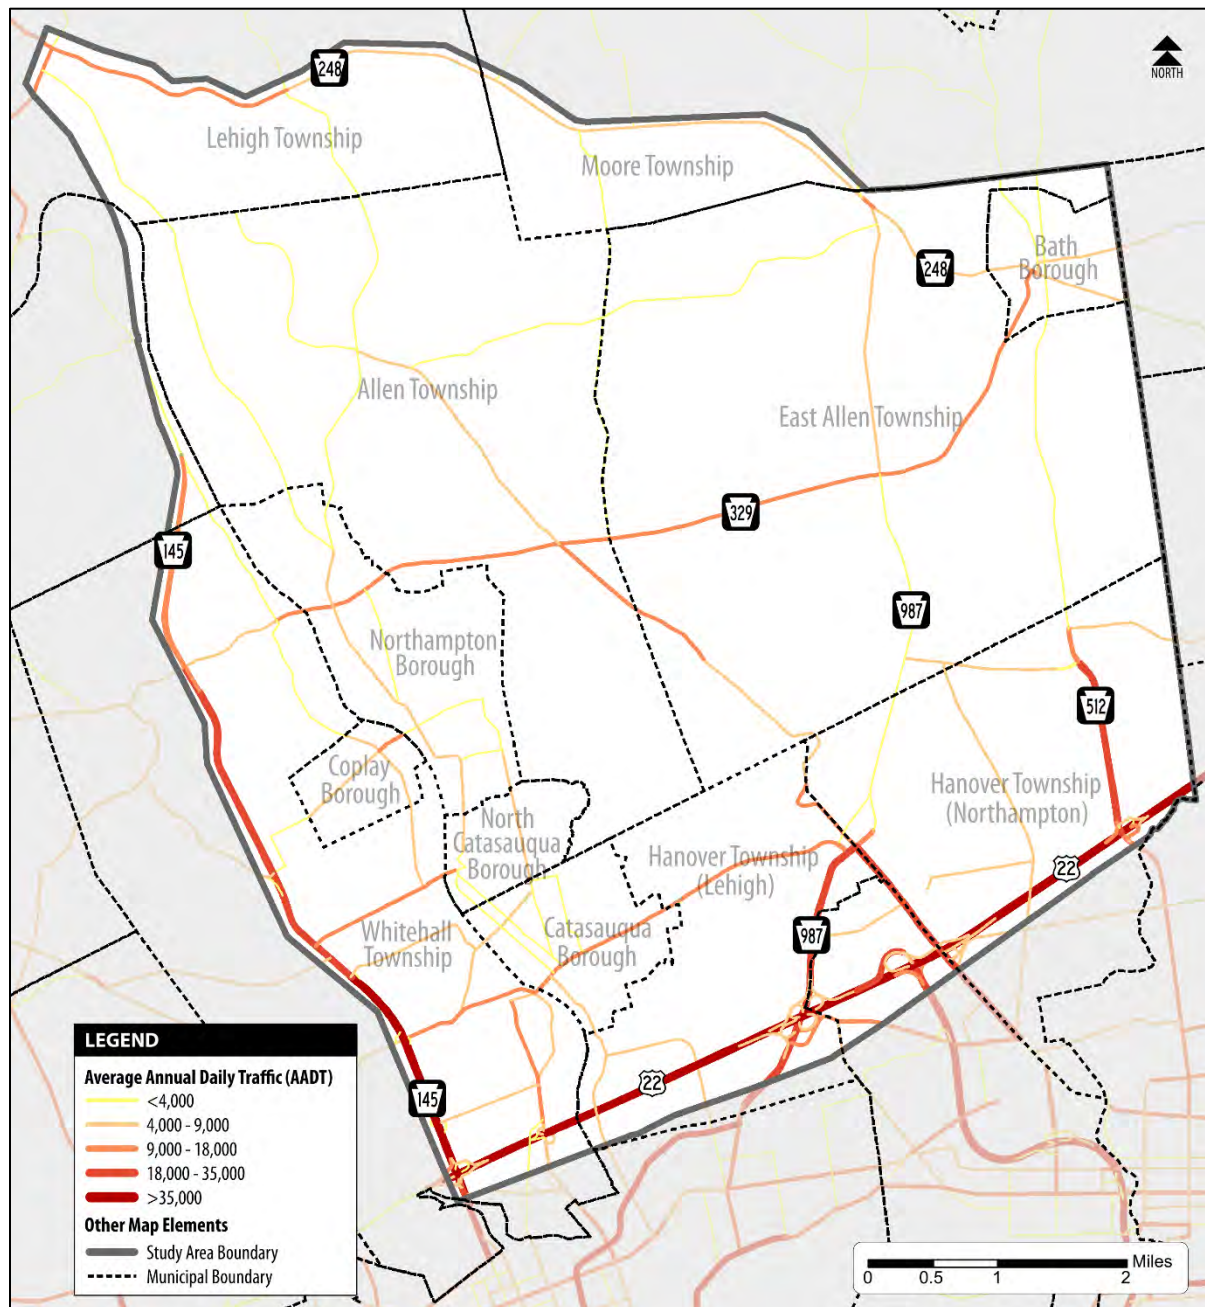 248
NORTH
Lehigh Township
Moore Township
248
Bath
Borough
Allen Township
East Allen Township
329
145
987
Northampton
Borough
512
Coplay
Borough
North
Catasauqua
Borough
Hanover Township
(Northampton)
Hanover Township
(Lehigh)
22
Whitehall
Township
Catasauqua
Borough
987
22
145
LEGEND
Average Annual Daily Traffic (AADT)
<4,000
4,000 - 9,000
9,000 - 18,000
18,000 - 35,000
>35,000
Other Map Elements
Study Area Boundary
Municipal Boundary
Miles
0 0.5 1 2